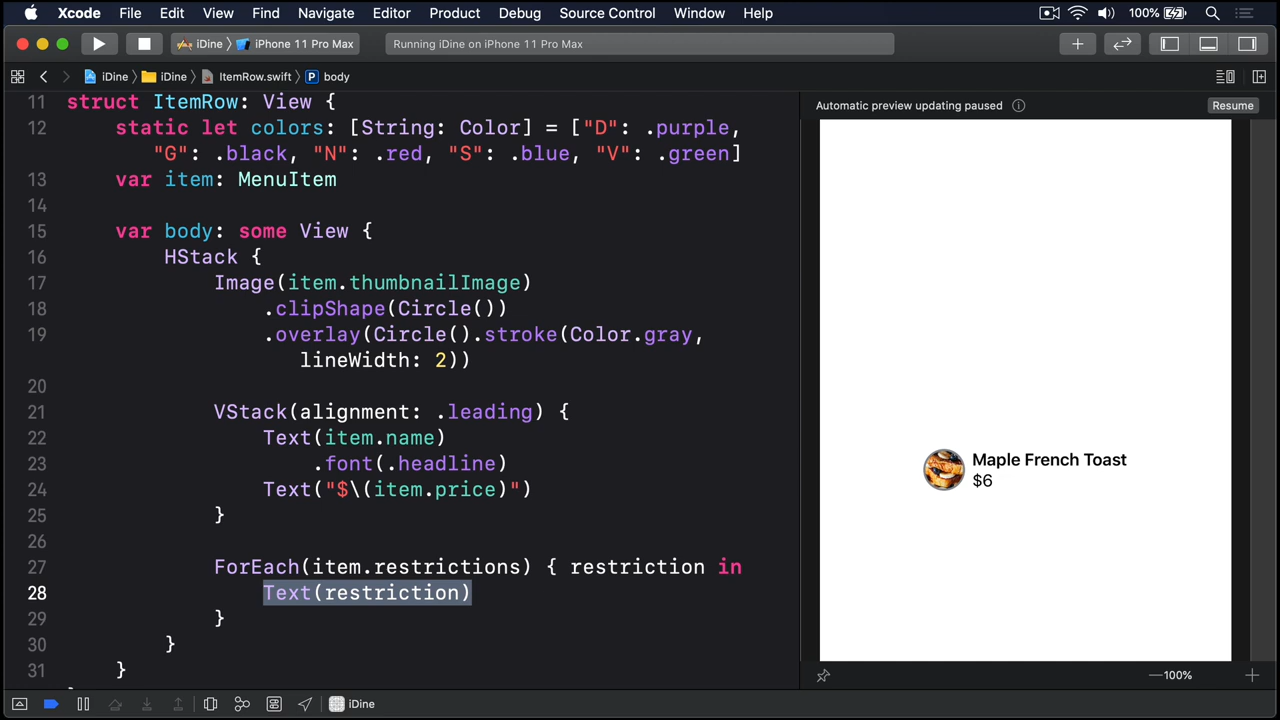 Xcode File Edit View Find Navigate Editor Product Debug Source Control Window Help 100%
iDine iPhone 11 Pro Max Running iDine on iPhone 11 Pro Max
iDine iDine ItemRow.swift P body
Automatic preview updating paused Resume
11 struct ItemRow: View {
12 static let colors: [String: Color] = ["D": .purple,
"G": .black, "N": .red, "S": .blue, "V": .green]
13 var item: MenuItem
14
15 var body: some View {
16 HStack {
17 Image(item.thumbnailImage)
18 .clipShape(Circle())
19 .overlay(Circle().stroke(Color.gray,
lineWidth: 2))
20
21 VStack(alignment: .leading) {
22 Text(item.name)
23 .font(.headline)
24 Text("$\(item.price)")
25 }
26
27 ForEach(item.restrictions) { restriction in
28 Text(restriction)
29 }
30 }
31 }
Maple French Toast
$6
100%
iDine